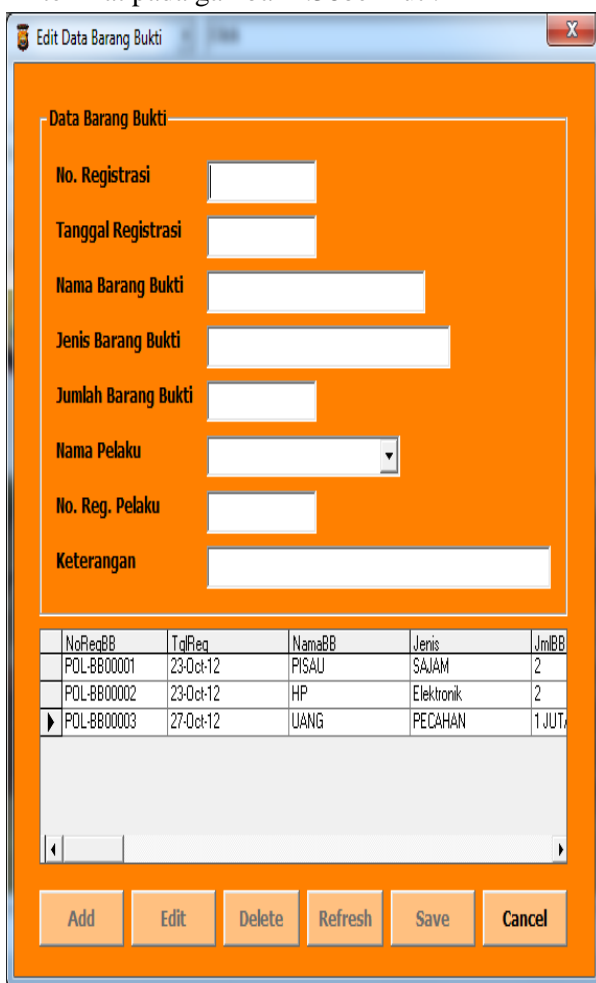 Edit Data Barang Bukti
Data Barang Bukti
No. Registrasi
Tanggal Registrasi
Nama Barang Bukti
Jenis Barang Bukti
Jumlah Barang Bukti
Nama Pelaku
No. Reg. Pelaku
Keterangan
NoRegBB TglReg NamaBB Jenis JmlBB
POL-BB00001 23-Oct-12 PISAU SAJAM 2
POL-BB00002 23-Oct-12 HP Elektronik 2
POL-BB00003 27-Oct-12 UANG PECAHAN 1 JUTA
Add Edit Delete Refresh Save Cancel